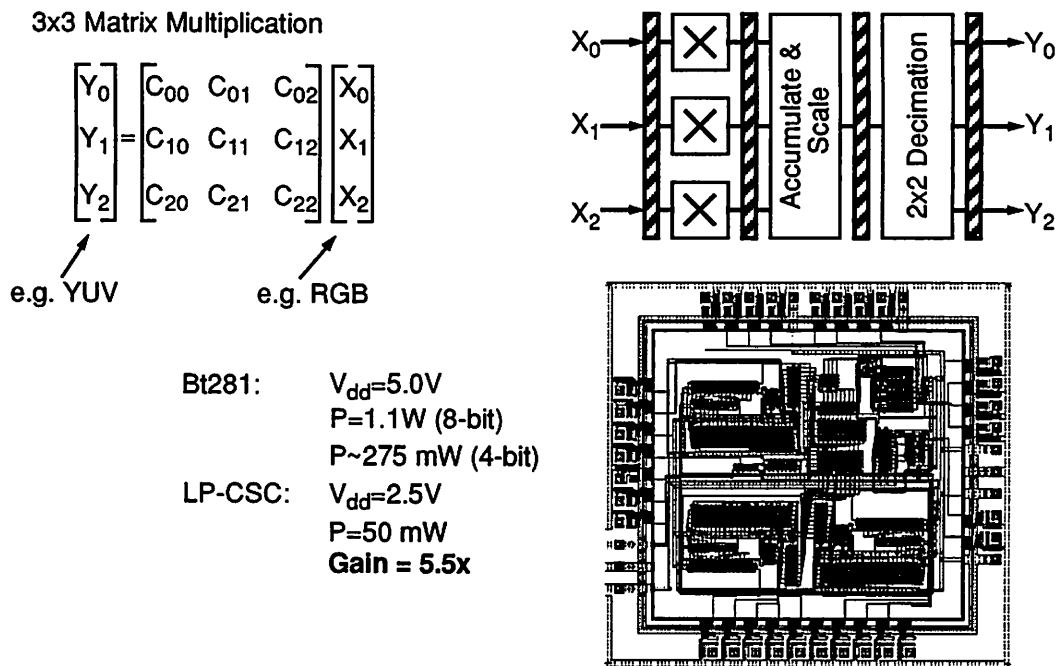 3x3 Matrix Multiplication
Y0 C00 C01 C02 X0
Y1 = C10 C11 C12 X1
Y2 C20 C21 C22 X2
e.g. YUV
e.g. RGB
X0
X1
X2
Accumulate &
Scale
2x2 Decimation
Y0
Y1
Y2
Bt281: Vdd=5.0V
P=1.1W (8-bit)
P~275 mW (4-bit)
LP-CSC: Vdd=2.5V
P=50 mW
Gain = 5.5x